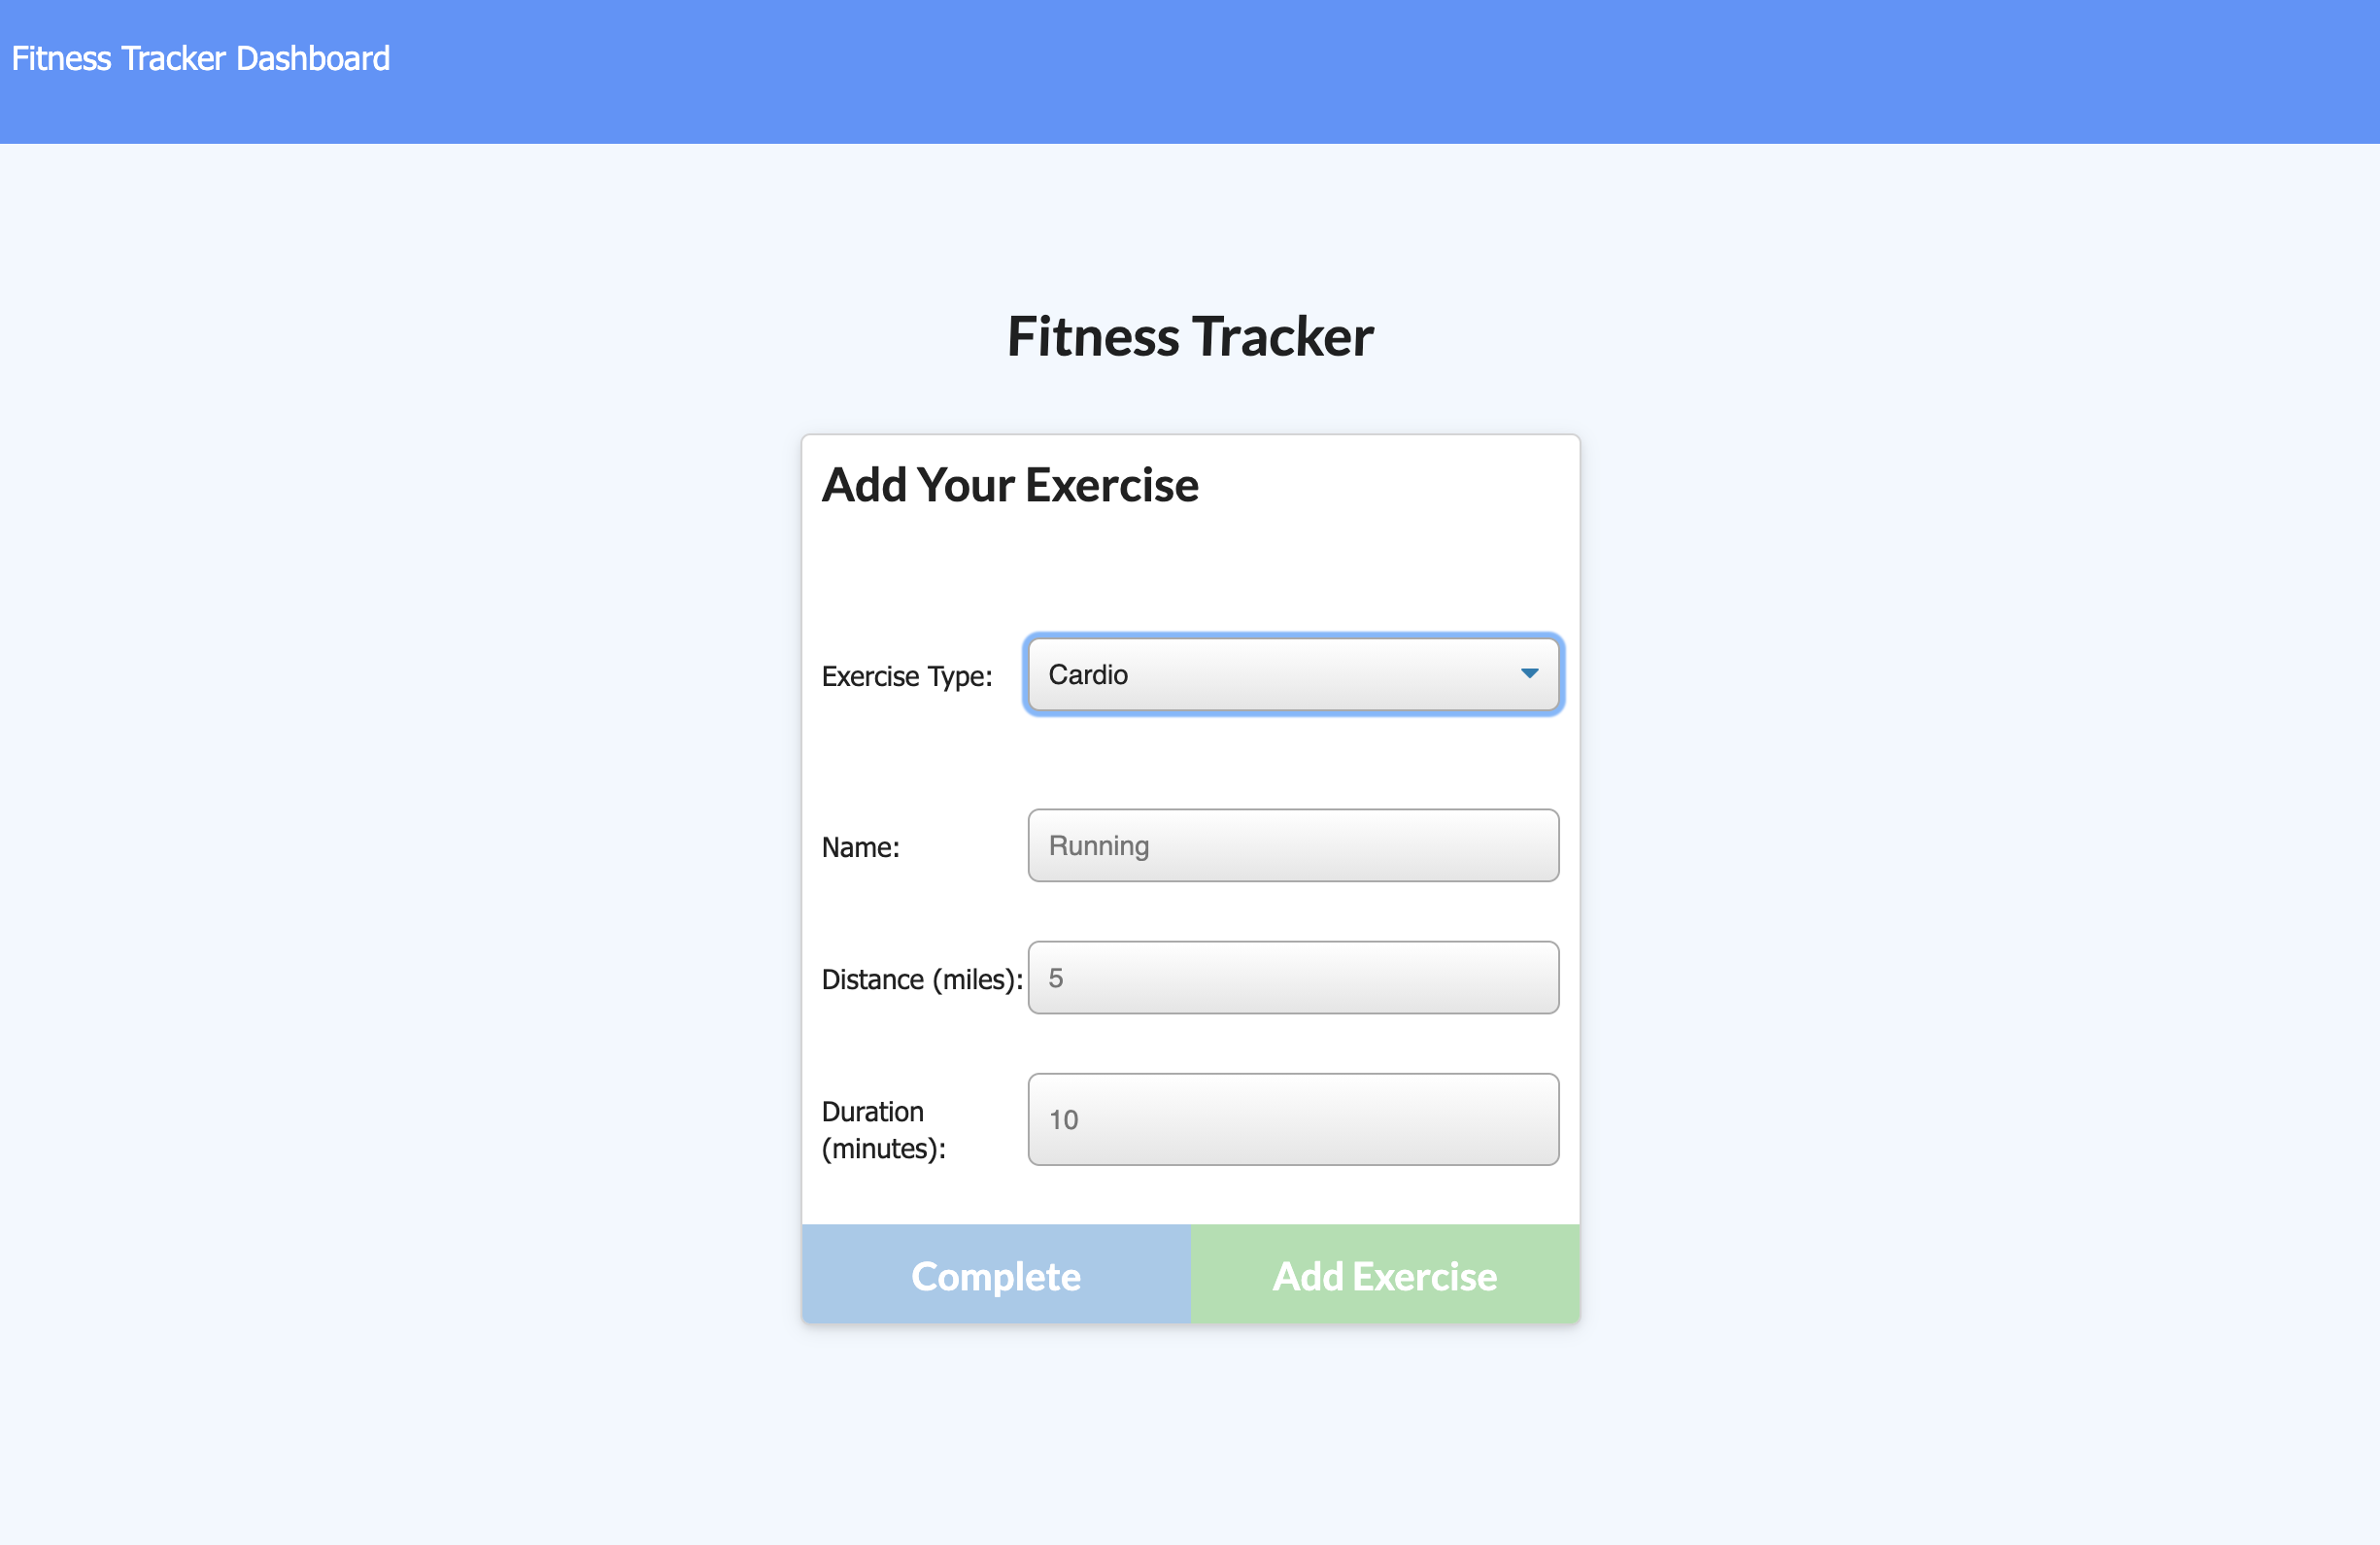 Fitness Tracker Dashboard
Fitness Tracker
Add Your Exercise
Exercise Type: Cardio
Name: Running
Distance (miles): 5
Duration
(minutes): 10
Complete Add Exercise